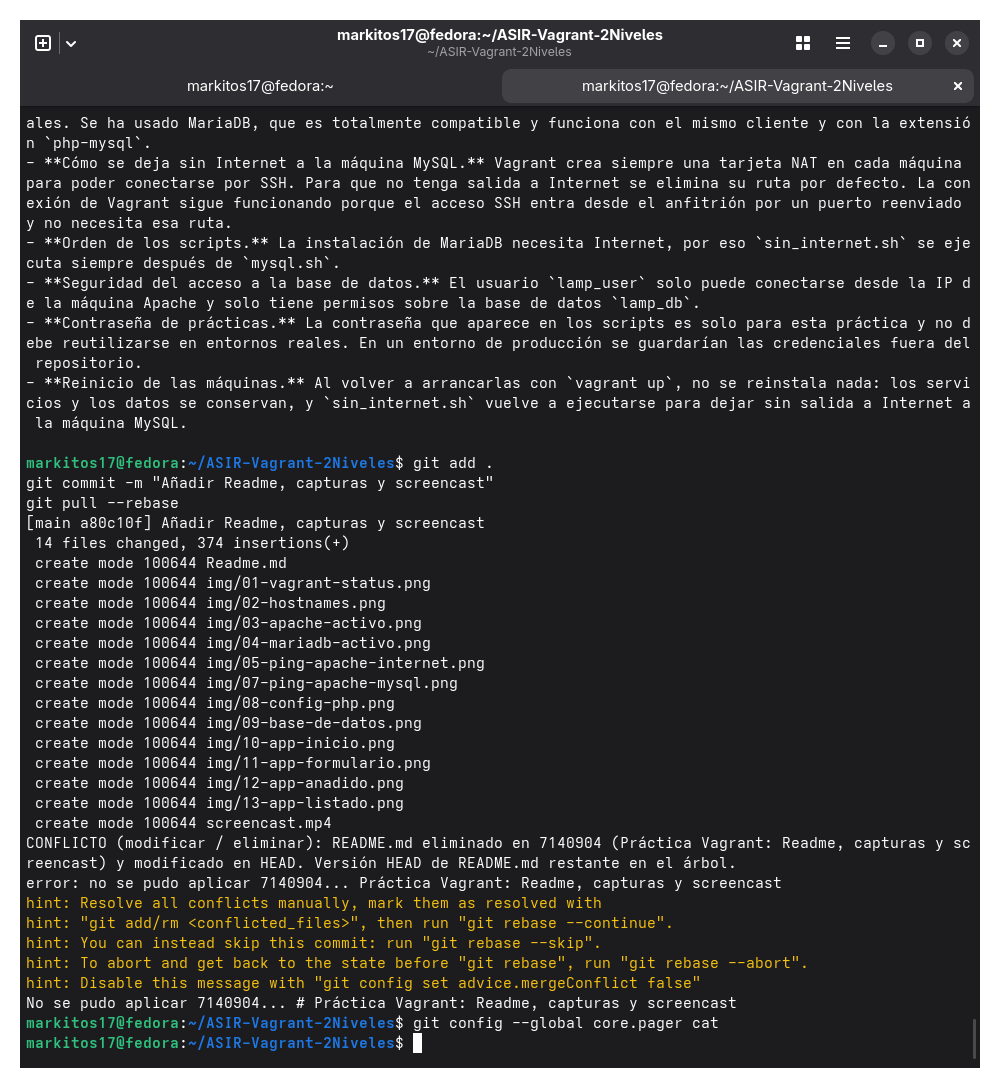 markitos17@fedora:~/ASIR-Vagrant-2Niveles
~/ASIR-Vagrant-2Niveles
markitos17@fedora:~
markitos17@fedora:~/ASIR-Vagrant-2Niveles
ales. Se ha usado MariaDB, que es totalmente compatible y funciona con el mismo cliente y con la extensió
n `php-mysql`.
- **Cómo se deja sin Internet a la máquina MySQL.** Vagrant crea siempre una tarjeta NAT en cada máquina
para poder conectarse por SSH. Para que no tenga salida a Internet se elimina su ruta por defecto. La con
exión de Vagrant sigue funcionando porque el acceso SSH entra desde el anfitrión por un puerto reenviado
y no necesita esa ruta.
- **Orden de los scripts.** La instalación de MariaDB necesita Internet, por eso `sin_internet.sh` se eje
cuta siempre después de `mysql.sh`.
- **Seguridad del acceso a la base de datos.** El usuario `lamp_user` solo puede conectarse desde la IP d
e la máquina Apache y solo tiene permisos sobre la base de datos `lamp_db`.
- **Contraseña de prácticas.** La contraseña que aparece en los scripts es solo para esta práctica y no d
ebe reutilizarse en entornos reales. En un entorno de producción se guardarían las credenciales fuera del
 repositorio.
- **Reinicio de las máquinas.** Al volver a arrancarlas con `vagrant up`, no se reinstala nada: los servi
cios y los datos se conservan, y `sin_internet.sh` vuelve a ejecutarse para dejar sin salida a Internet a
 la máquina MySQL.
markitos17@fedora:~/ASIR-Vagrant-2Niveles$ git add .
git commit -m "Añadir Readme, capturas y screencast"
git pull --rebase
[main a80c10f] Añadir Readme, capturas y screencast
 14 files changed, 374 insertions(+)
 create mode 100644 Readme.md
 create mode 100644 img/01-vagrant-status.png
 create mode 100644 img/02-hostnames.png
 create mode 100644 img/03-apache-activo.png
 create mode 100644 img/04-mariadb-activo.png
 create mode 100644 img/05-ping-apache-internet.png
 create mode 100644 img/07-ping-apache-mysql.png
 create mode 100644 img/08-config-php.png
 create mode 100644 img/09-base-de-datos.png
 create mode 100644 img/10-app-inicio.png
 create mode 100644 img/11-app-formulario.png
 create mode 100644 img/12-app-anadido.png
 create mode 100644 img/13-app-listado.png
 create mode 100644 screencast.mp4
CONFLICTO (modificar / eliminar): README.md eliminado en 7140904 (Práctica Vagrant: Readme, capturas y sc
reencast) y modificado en HEAD. Versión HEAD de README.md restante en el árbol.
error: no se pudo aplicar 7140904... Práctica Vagrant: Readme, capturas y screencast
hint: Resolve all conflicts manually, mark them as resolved with
hint: "git add/rm <conflicted_files>", then run "git rebase --continue".
hint: You can instead skip this commit: run "git rebase --skip".
hint: To abort and get back to the state before "git rebase", run "git rebase --abort".
hint: Disable this message with "git config set advice.mergeConflict false"
No se pudo aplicar 7140904... # Práctica Vagrant: Readme, capturas y screencast
markitos17@fedora:~/ASIR-Vagrant-2Niveles$ git config --global core.pager cat
markitos17@fedora:~/ASIR-Vagrant-2Niveles$